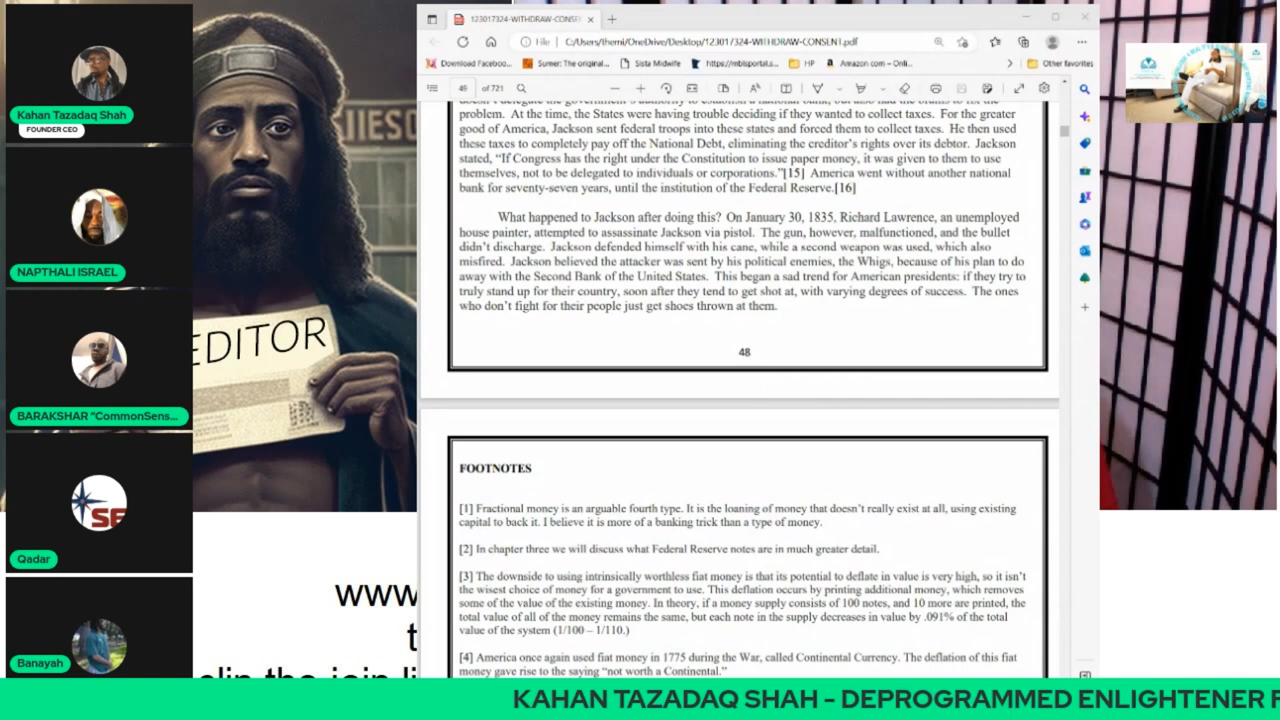 Kahan Tazadaq Shah
FOUNDER CEO
NAPTHALI ISRAEL
BARAKSHAR "CommonSens...
SE
Qadar
Banayah
EDITOR
IIESC
www
t
123017324-WITHDRAW-CONSE
File
C:/Users/themi/OneDrive/Desktop/123017324-WITHDRAW-CONSENT.pdf
Download Faceboo...
Sumer: The original...
Sista Midwife
https://mbisportal.s...
HP
Amazon.com – Onli...
Other favorites
49 of 721
problem. At the time, the States were having trouble deciding if they wanted to collect taxes. For the greater
good of America, Jackson sent federal troops into these states and forced them to collect taxes. He then used
these taxes to completely pay off the National Debt, eliminating the creditor's rights over its debtor. Jackson
stated, "If Congress has the right under the Constitution to issue paper money, it was given to them to use
themselves, not to be delegated to individuals or corporations."[15] America went without another national
bank for seventy-seven years, until the institution of the Federal Reserve.[16]
What happened to Jackson after doing this? On January 30, 1835, Richard Lawrence, an unemployed
house painter, attempted to assassinate Jackson via pistol. The gun, however, malfunctioned, and the bullet
didn't discharge. Jackson defended himself with his cane, while a second weapon was used, which also
misfired. Jackson believed the attacker was sent by his political enemies, the Whigs, because of his plan to do
away with the Second Bank of the United States. This began a sad trend for American presidents: if they try to
truly stand up for their country, soon after they tend to get shot at, with varying degrees of success. The ones
who don't fight for their people just get shoes thrown at them.
48
FOOTNOTES
[1] Fractional money is an arguable fourth type. It is the loaning of money that doesn't really exist at all, using existing
capital to back it. I believe it is more of a banking trick than a type of money.
[2] In chapter three we will discuss what Federal Reserve notes are in much greater detail.
[3] The downside to using intrinsically worthless fiat money is that its potential to deflate in value is very high, so it isn't
the wisest choice of money for a government to use. This deflation occurs by printing additional money, which removes
some of the value of the existing money. In theory, if a money supply consists of 100 notes, and 10 more are printed, the
total value of all of the money remains the same, but each note in the supply decreases in value by .091% of the total
value of the system (1/100 – 1/110.)
[4] America once again used fiat money in 1775 during the War, called Continental Currency. The deflation of this fiat
money gave rise to the saying "not worth a Continental."
KAHAN TAZADAQ SHAH - DEPROGRAMMED ENLIGHTENER